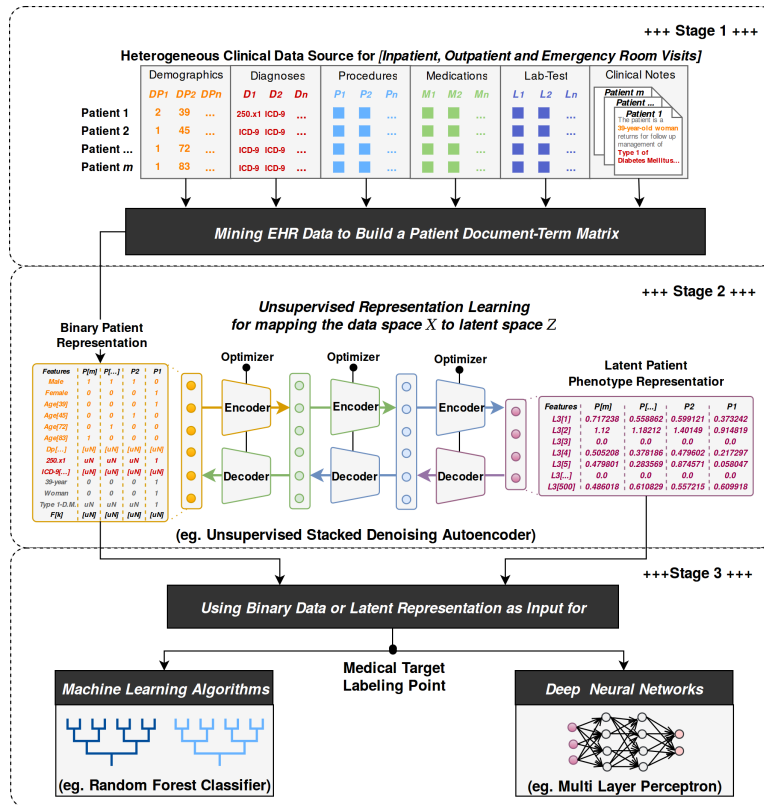 +++ Stage 1 +++
Heterogeneous Clinical Data Source for [Inpatient, Outpatient and Emergency Room Visits]
Demographics Diagnoses Procedures Medications Lab-Test Clinical Notes
DP1 DP2 DPn D1 D2 Dn P1 P2 Pn M1 M2 Mn L1 L2 Ln
Patient m
Patient ...
Patient 1
The patient is a
39-year-old woman
returns for follow up
management of
Type 1 of
Diabetes Mellitus...
Patient 1 2 39 ... 250.x1 ICD-9 ... ... ... ...
Patient 2 1 45 ... ICD-9 ICD-9 ... ... ... ...
Patient ... 1 72 ... ICD-9 ICD-9 ... ... ... ...
Patient m 1 83 ... ICD-9 ICD-9 ... ... ... ...
Mining EHR Data to Build a Patient Document-Term Matrix
+++ Stage 2 +++
Unsupervised Representation Learning
for mapping the data space X to latent space Z
Binary Patient
Representation
Optimizer Optimizer Optimizer
Latent Patient
Phenotype Representatior
Features P[m] P[...] P2 P1
Male 1 1 1 0
Female 0 0 0 1
Age[39] 0 0 0 1
Age[45] 0 0 1 0
Age[72] 0 1 0 0
Age[83] 1 0 0 0
Dp[...] [uN] [uN] [uN] [uN]
250.x1 uN uN uN 1
ICD-9[...] [uN] [uN] [uN] [uN]
39-year 0 0 0 1
Woman 0 0 0 1
Type 1-D.M. uN uN uN 1
F[k] [uN] [uN] [uN] [uN]
Encoder Encoder Encoder
Decoder Decoder Decoder
Features P[m] P[...] P2 P1
L3[1] 0.717238 0.558862 0.599121 0.373242
L3[2] 1.12 1.18212 1.40149 0.914819
L3[3] 0.0 0.0 0.0 0.0
L3[4] 0.505208 0.378186 0.479602 0.217297
L3[5] 0.479801 0.283569 0.874571 0.058047
L3[...] 0.0 0.0 0.0 0.0
L3[500] 0.486018 0.610829 0.557215 0.609918
(eg. Unsupervised Stacked Denoising Autoencoder)
+++Stage 3 +++
Using Binary Data or Latent Representation as Input for
Medical Target
Labeling Point
Machine Learning Algorithms
(eg. Random Forest Classifier)
Deep Neural Networks
(eg. Multi Layer Perceptron)